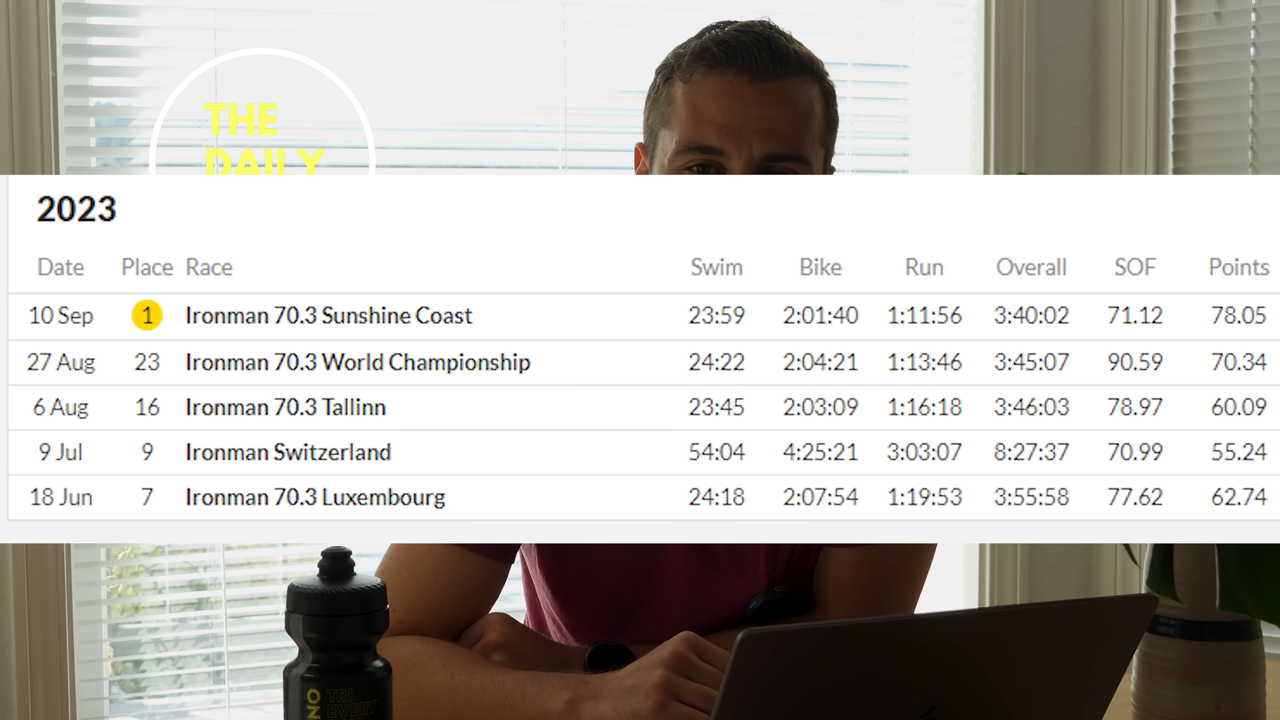 THE
DAILY
2023
Date Place Race Swim Bike Run Overall SOF Points
10 Sep 1 Ironman 70.3 Sunshine Coast 23:59 2:01:40 1:11:56 3:40:02 71.12 78.05
27 Aug 23 Ironman 70.3 World Championship 24:22 2:04:21 1:13:46 3:45:07 90.59 70.34
6 Aug 16 Ironman 70.3 Tallinn 23:45 2:03:09 1:16:18 3:46:03 78.97 60.09
9 Jul 9 Ironman Switzerland 54:04 4:25:21 3:03:07 8:27:37 70.99 55.24
18 Jun 7 Ironman 70.3 Luxembourg 24:18 2:07:54 1:19:53 3:55:58 77.62 62.74
NO
TRI
EVERY